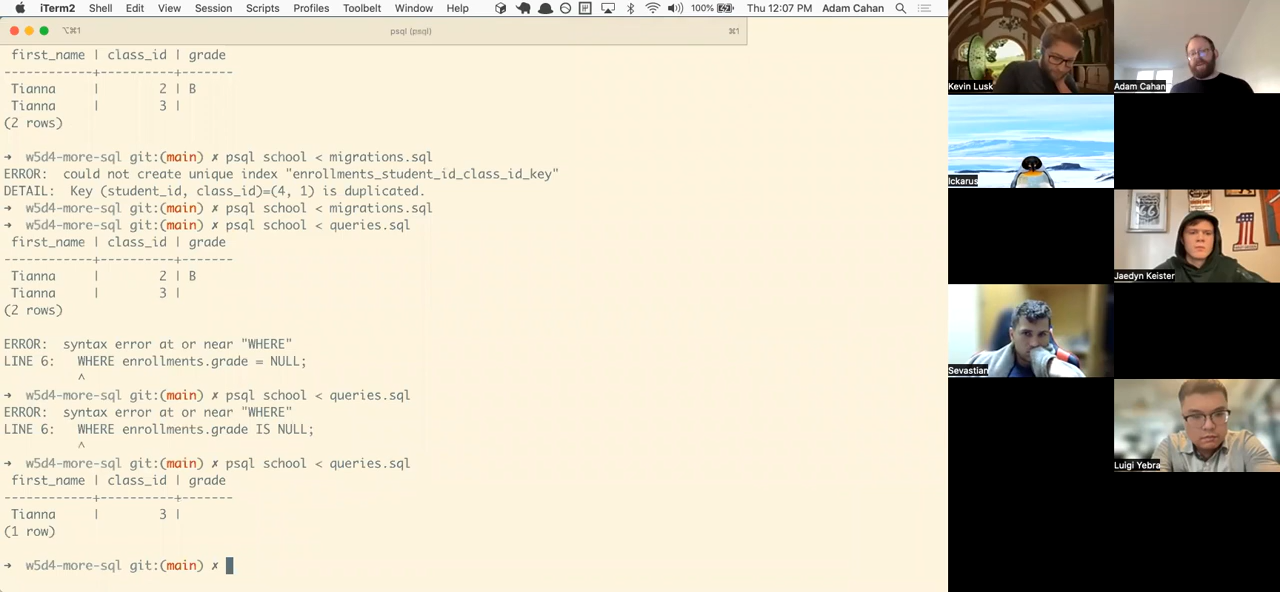 iTerm2 Shell Edit View Session Scripts Profiles Toolbelt Window Help 100% Thu 12:07 PM Adam Cahan
⌥⌘1 psql (psql) ⌘1
first_name | class_id | grade
------------+----------+-------
Tianna | 2 | B
Tianna | 3 |
(2 rows)
➜ w5d4-more-sql git:(main) ✗ psql school < migrations.sql
ERROR: could not create unique index "enrollments_student_id_class_id_key"
DETAIL: Key (student_id, class_id)=(4, 1) is duplicated.
➜ w5d4-more-sql git:(main) ✗ psql school < migrations.sql
➜ w5d4-more-sql git:(main) ✗ psql school < queries.sql
first_name | class_id | grade
------------+----------+-------
Tianna | 2 | B
Tianna | 3 |
(2 rows)
ERROR: syntax error at or near "WHERE"
LINE 6: WHERE enrollments.grade = NULL;
^
➜ w5d4-more-sql git:(main) ✗ psql school < queries.sql
ERROR: syntax error at or near "WHERE"
LINE 6: WHERE enrollments.grade IS NULL;
^
➜ w5d4-more-sql git:(main) ✗ psql school < queries.sql
first_name | class_id | grade
------------+----------+-------
Tianna | 3 |
(1 row)
➜ w5d4-more-sql git:(main) ✗
Kevin Lusk
Adam Cahan
Ickarus
66
1
Jaedyn Keister
Sevastian
Luigi Yebra